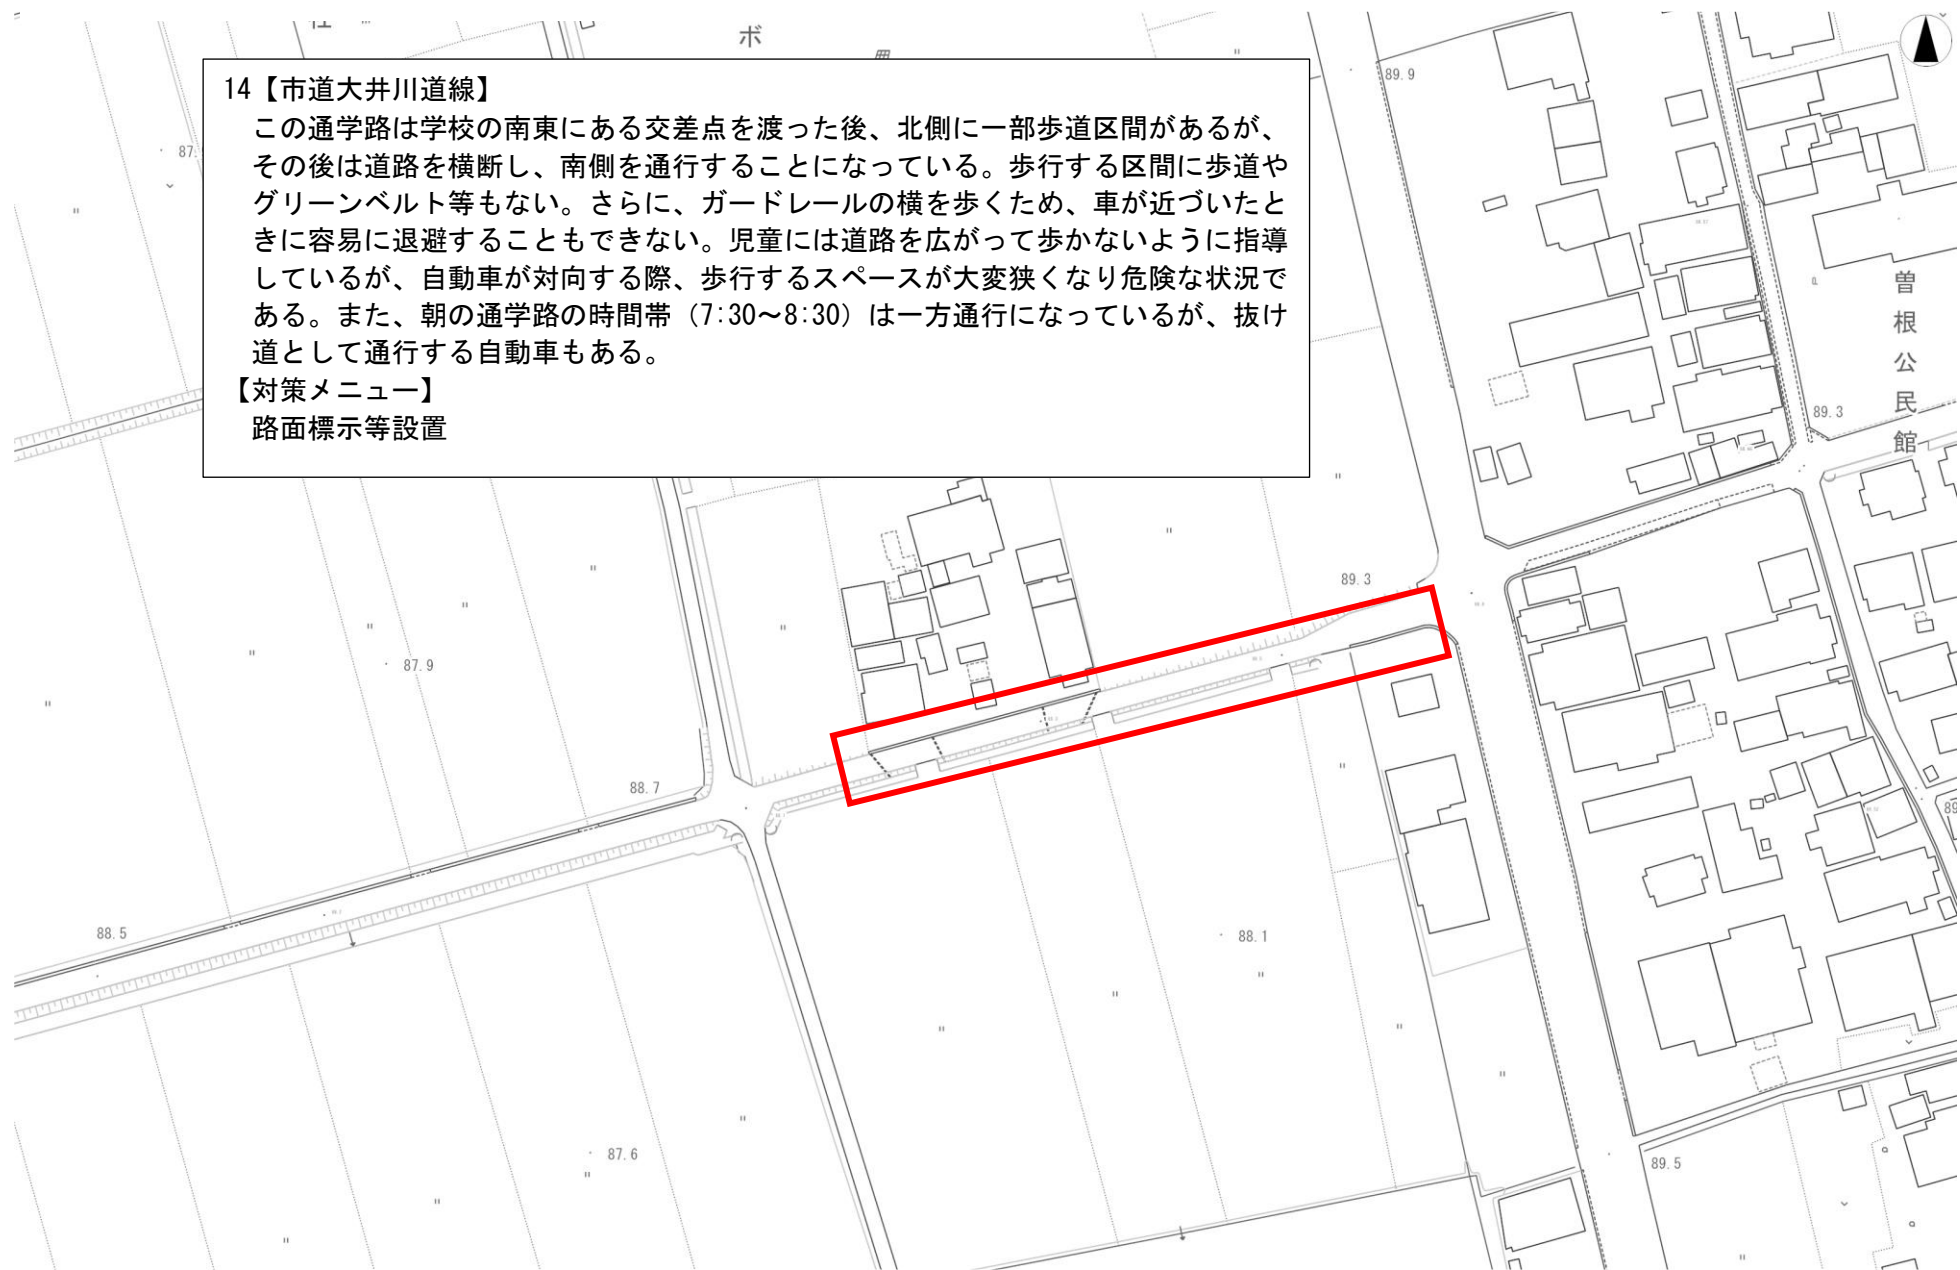 ボ
14【市道大井川道線】
この通学路は学校の南東にある交差点を渡った後、北側に一部歩道区間があるが、
その後は道路を横断し、南側を通行することになっている。歩行する区間に歩道や
グリーンベルト等もない。さらに、ガードレールの横を歩くため、車が近づいたと
きに容易に退避することもできない。児童には道路を広がって歩かないように指導
しているが、自動車が対向する際、歩行するスペースが大変狭くなり危険な状況で
ある。また、朝の通学路の時間帯（7:30～8:30）は一方通行になっているが、抜け
道として通行する自動車もある。
【対策メニュー】
路面標示等設置
89.9
曽根公民館
89.3
89.3
87.9
88.7
88.5
88.1
87.6
89.5